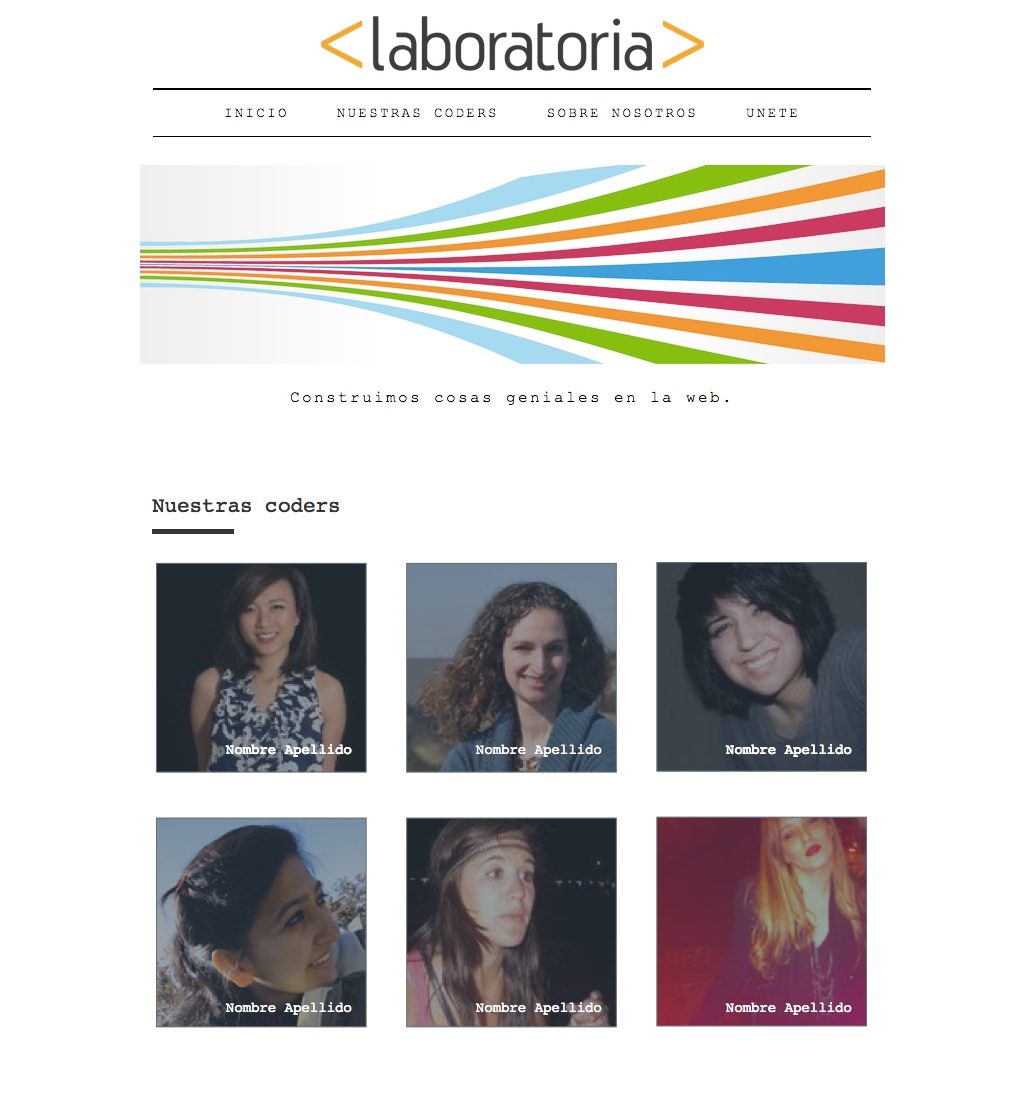 <laboratoria>
INICIO NUESTRAS CODERS SOBRE NOSOTROS UNETE
Construimos cosas geniales en la web.
Nuestras coders
Nombre Apellido Nombre Apellido Nombre Apellido
Nombre Apellido Nombre Apellido Nombre Apellido